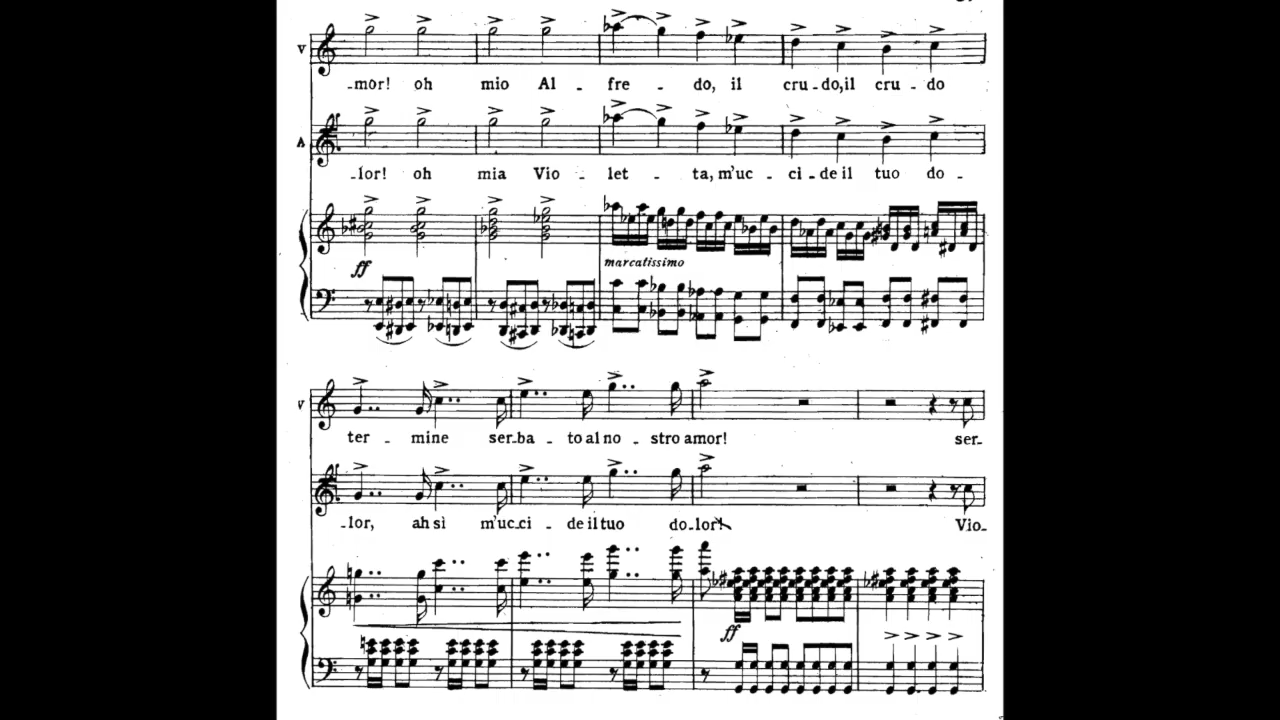 V
-mor! oh mio Al - fre - do, il cru-do,il cru - do
A
-lor! oh mia Vio - let - ta, m'uc - ci-de il tuo do-
ff
marcatissimo
V
ter - mine ser-ba - to al no - stro amor! ser-
-lor, ah sì m'uc-ci - de il tuo do-lor! Vio-
ff